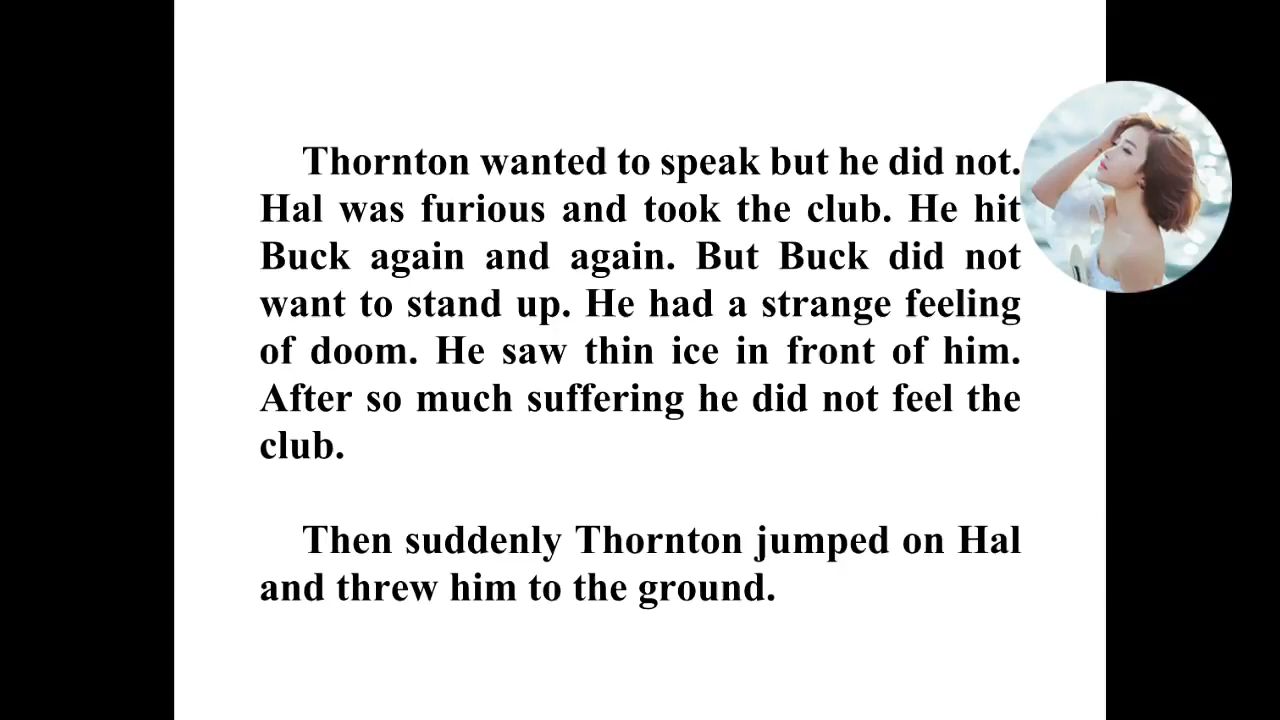 Thornton wanted to speak but he did not.
Hal was furious and took the club. He hit
Buck again and again. But Buck did not
want to stand up. He had a strange feeling
of doom. He saw thin ice in front of him.
After so much suffering he did not feel the
club.
Then suddenly Thornton jumped on Hal
and threw him to the ground.